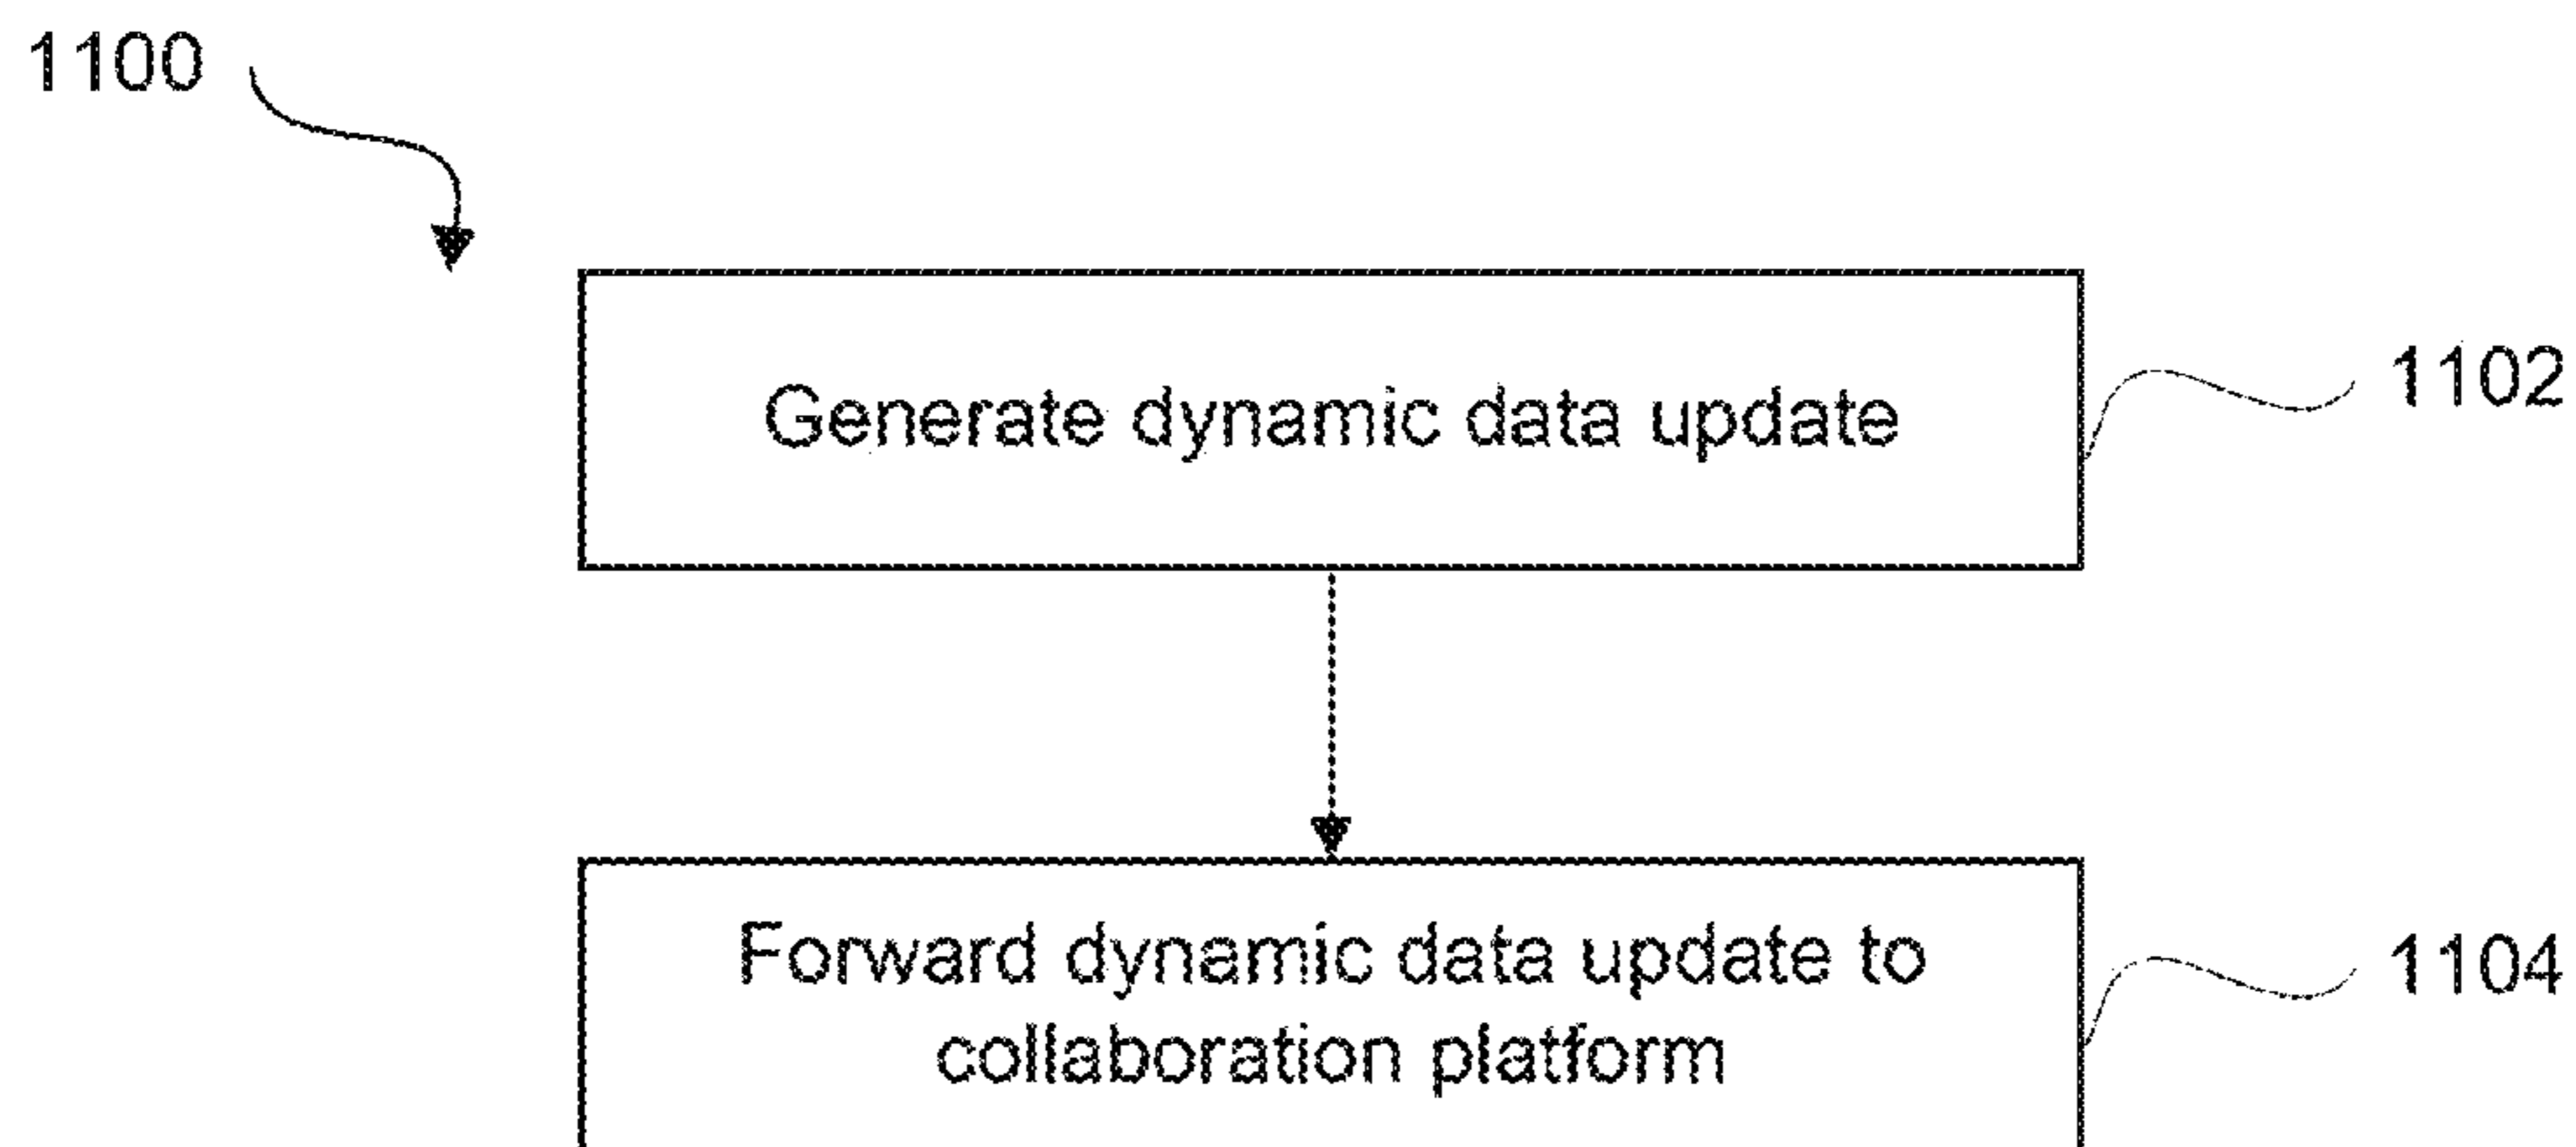 1100
Generate dynamic data update
1102
Forward dynamic data update to
collaboration platform
1104